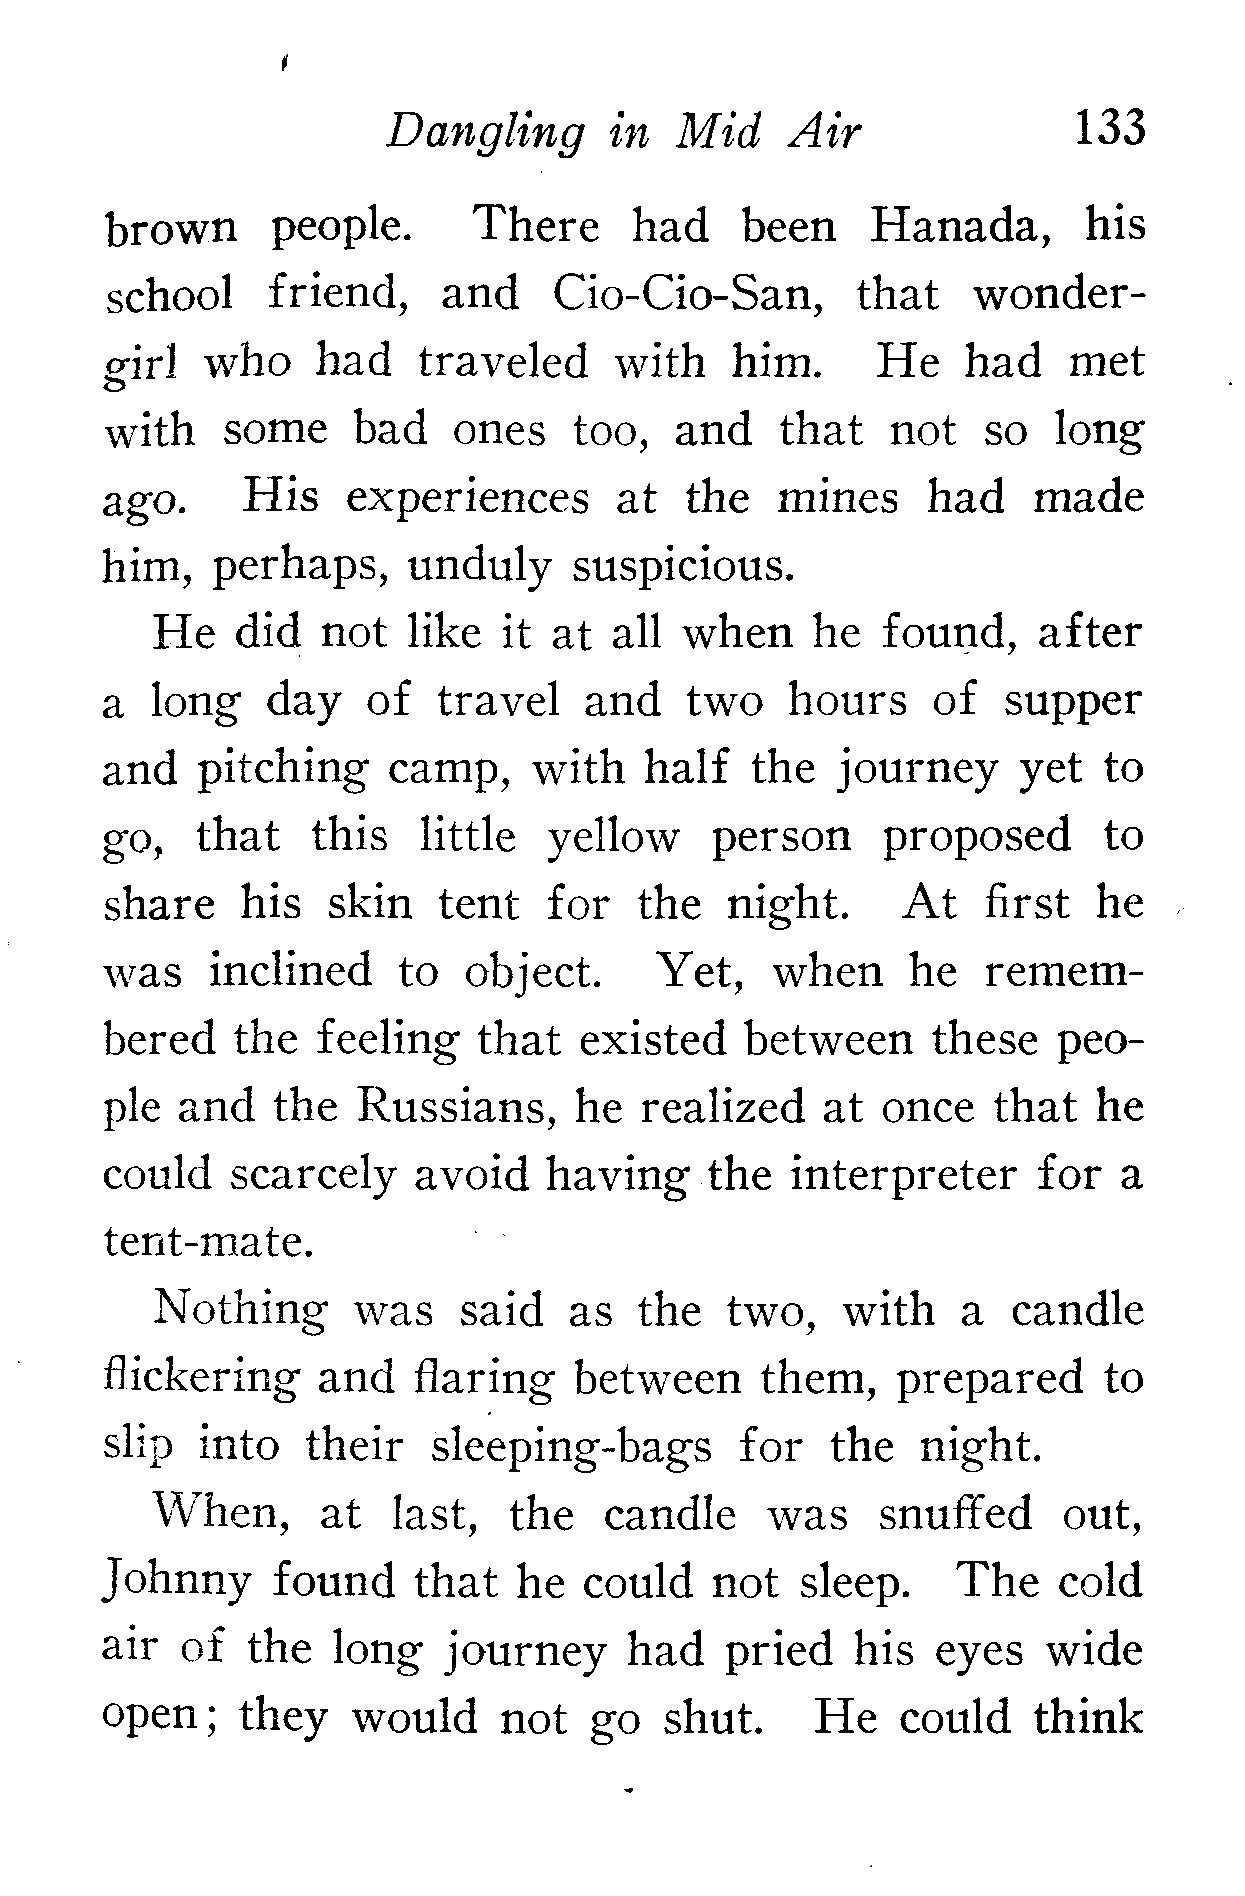 Dangling in Mid Air 133
brown people. There had been Hanada, his
school friend, and Cio-Cio-San, that wonder-
girl who had traveled with him. He had met
with some bad ones too, and that not so long
ago. His experiences at the mines had made
him, perhaps, unduly suspicious.
He did not like it at all when he found, after
a long day of travel and two hours of supper
and pitching camp, with half the journey yet to
go, that this little yellow person proposed to
share his skin tent for the night. At first he
was inclined to object. Yet, when he remem-
bered the feeling that existed between these peo-
ple and the Russians, he realized at once that he
could scarcely avoid having the interpreter for a
tent-mate.
Nothing was said as the two, with a candle
flickering and flaring between them, prepared to
slip into their sleeping-bags for the night.
When, at last, the candle was snuffed out,
Johnny found that he could not sleep. The cold
air of the long journey had pried his eyes wide
open; they would not go shut. He could think